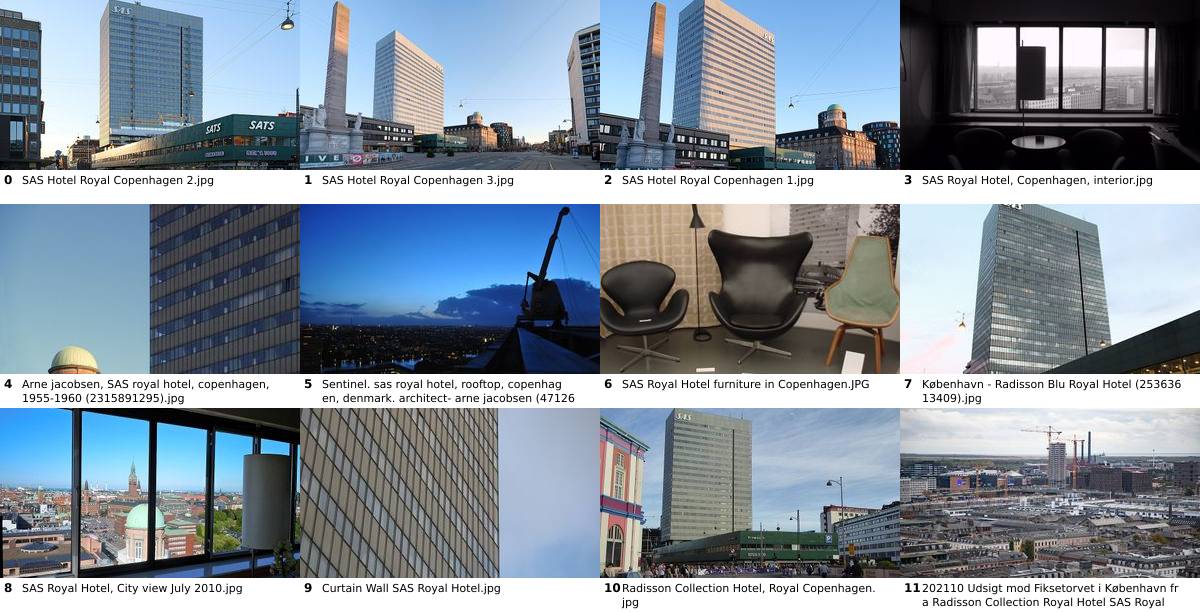 SAS
SATS
SATS
0 SAS Hotel Royal Copenhagen 2.jpg
1 SAS Hotel Royal Copenhagen 3.jpg
SAS
2 SAS Hotel Royal Copenhagen 1.jpg
3 SAS Royal Hotel, Copenhagen, interior.jpg
4 Arne jacobsen, SAS royal hotel, copenhagen,
1955-1960 (2315891295).jpg
5 Sentinel. sas royal hotel, rooftop, copenhag
en, denmark. architect- arne jacobsen (47126
6 SAS Royal Hotel furniture in Copenhagen.JPG
7 København - Radisson Blu Royal Hotel (253636
13409).jpg
8 SAS Royal Hotel, City view July 2010.jpg
9 Curtain Wall SAS Royal Hotel.jpg
SAS
10 Radisson Collection Hotel, Royal Copenhagen.
jpg
11 202110 Udsigt mod Fiksetorvet i København fr
a Radisson Collection Royal Hotel SAS Royal